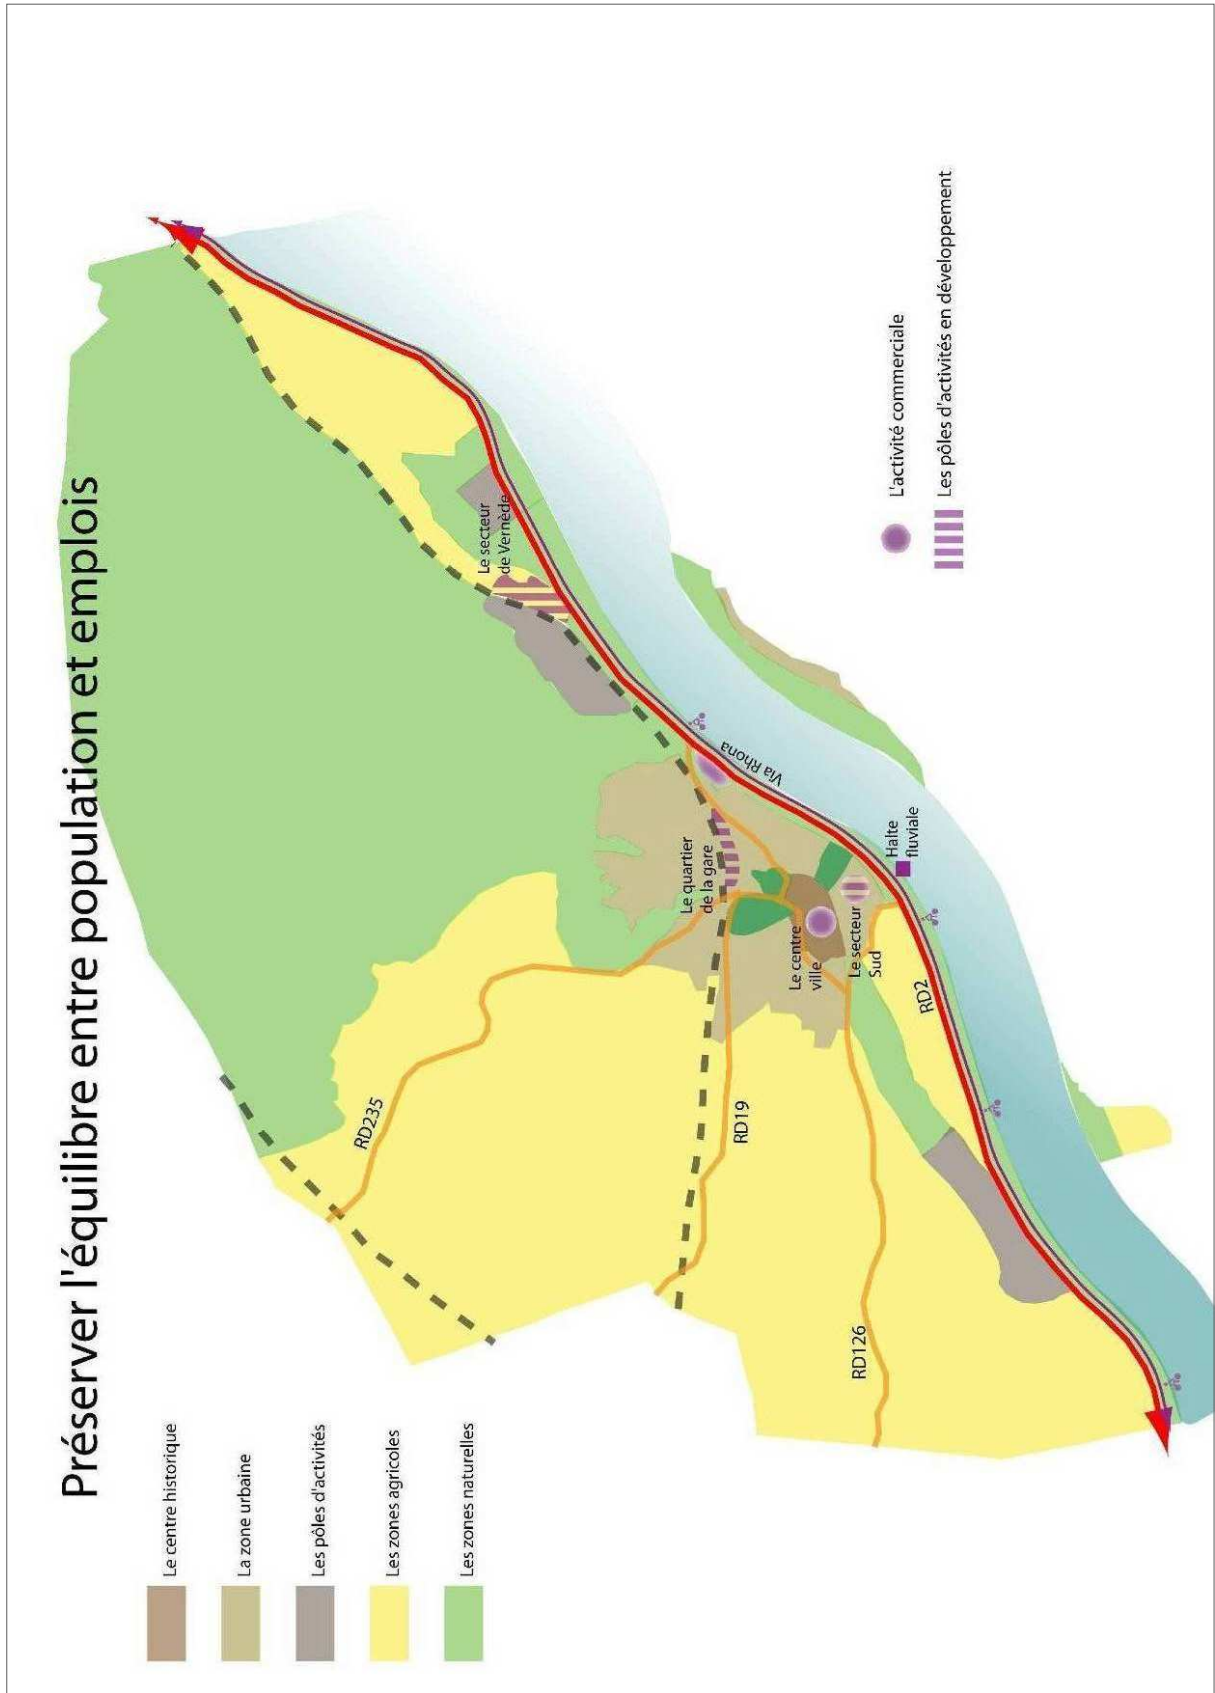 Préserver l'équilibre entre population et emplois
Le centre historique
La zone urbaine
Les pôles d'activités
Les zones agricoles
Les zones naturelles
RD235
RD19
RD126
RD2
Le secteur
de Vernède
Le quartier
de la gare
Le centre
ville
Le secteur
Sud
Via Rhona
Halte
fluviale
L'activité commerciale
Les pôles d'activités en développement